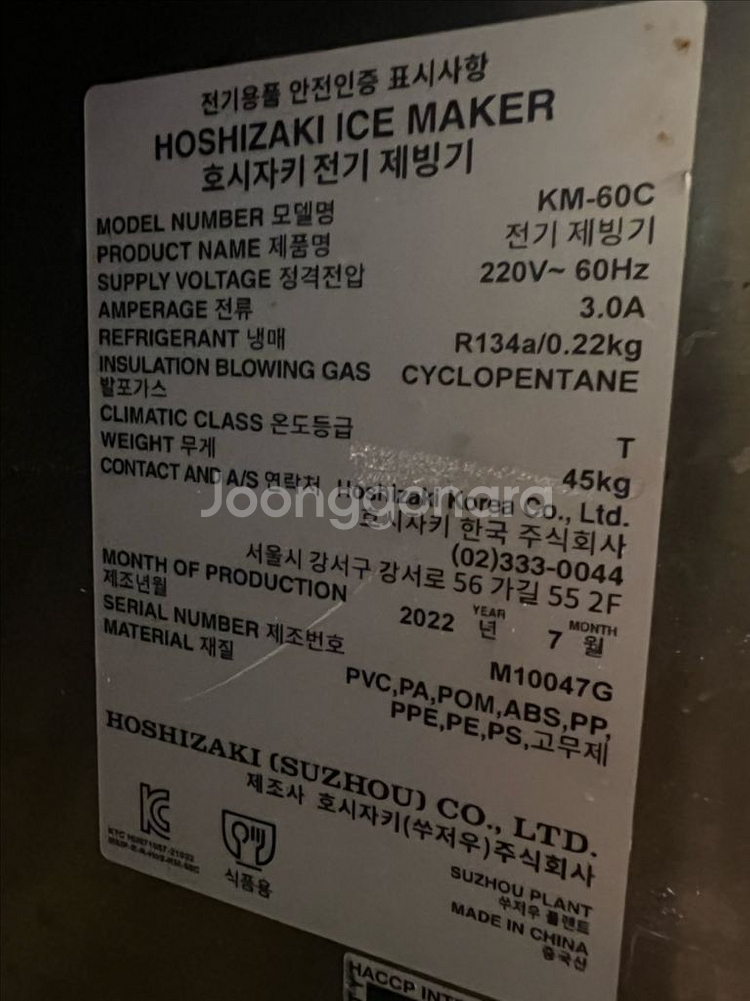 전기용품 안전인증 표시사항
HOSHIZAKI ICE MAKER
호시자키 전기 제빙기
MODEL NUMBER 모델명 KM-60C
PRODUCT NAME 제품명 전기 제빙기
SUPPLY VOLTAGE 정격전압 220V~ 60Hz
AMPERAGE 전류 3.0A
REFRIGERANT 냉매 R134a/0.22kg
INSULATION BLOWING GAS CYCLOPENTANE
발포가스
CLIMATIC CLASS 온도등급 T
WEIGHT 무게 45kg
CONTACT AND A/S 연락처 Hoshizaki Korea Co., Ltd.
Joonggonara
호시자키 한국 주식회사
(02)333-0044
서울시 강서구 강서로 56 가길 55 2F
MONTH OF PRODUCTION
제조년월 2022 YEAR 년 7 MONTH 월
SERIAL NUMBER 제조번호 M10047G
MATERIAL 재질 PVC,PA,POM,ABS,PP,
PPE,PE,PS,고무제
HOSHIZAKI (SUZHOU) CO., LTD.
제조사 호시자키(쑤저우)주식회사
식품용
SUZHOU PLANT
쑤저우 플랜트
MADE IN CHINA
중국산
HACCP